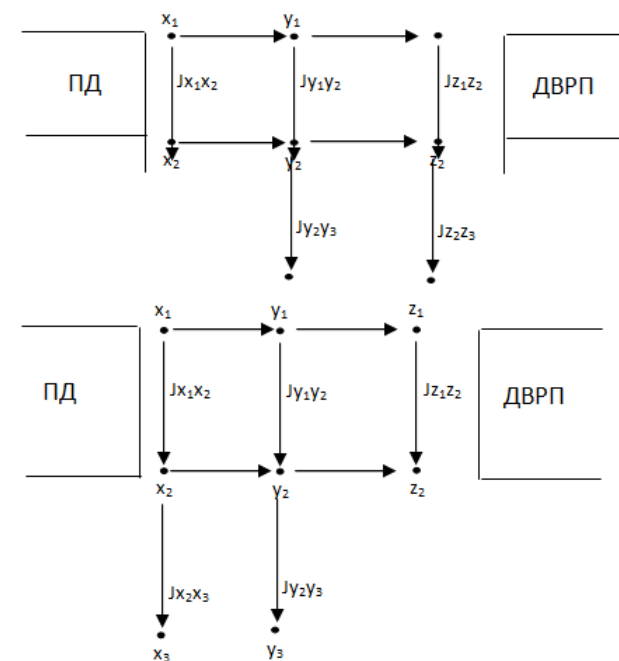 x₁ y₁
ПД Jx₁x₂ Jy₁y₂ Jz₁z₂ ДВРП
x₂ y₂ z₂
Jy₂y₃ Jz₂z₃
x₁ y₁ z₁
ПД Jx₁x₂ Jy₁y₂ Jz₁z₂ ДВРП
x₂ y₂ z₂
Jx₂x₃ Jy₂y₃
x₃ y₃